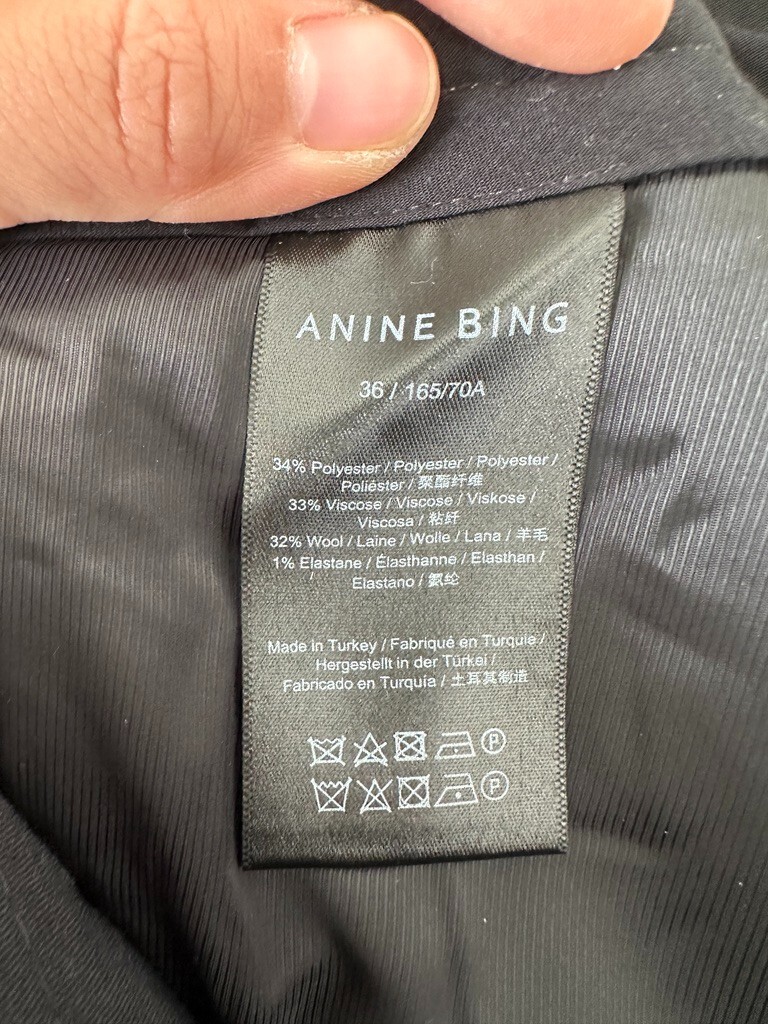 ANINE BING
36 / 165/70A
34% Polyester / Polyester / Polyester /
Poliéster / 聚酯纤维
33% Viscose / Viscose / Viskose /
Viscosa / 粘纤
32% Wool / Laine / Wolle / Lana / 羊毛
1% Elastane / Élasthanne / Elasthan /
Elastano / 氨纶
Made in Turkey / Fabriqué en Turquie /
Hergestellt in der Türkei /
Fabricado en Turquía / 土耳其制造
P
P